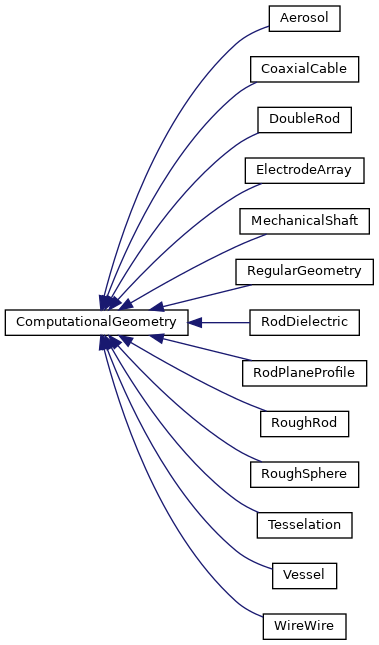 Aerosol
CoaxialCable
DoubleRod
ElectrodeArray
MechanicalShaft
RegularGeometry
ComputationalGeometry
RodDielectric
RodPlaneProfile
RoughRod
RoughSphere
Tesselation
Vessel
WireWire